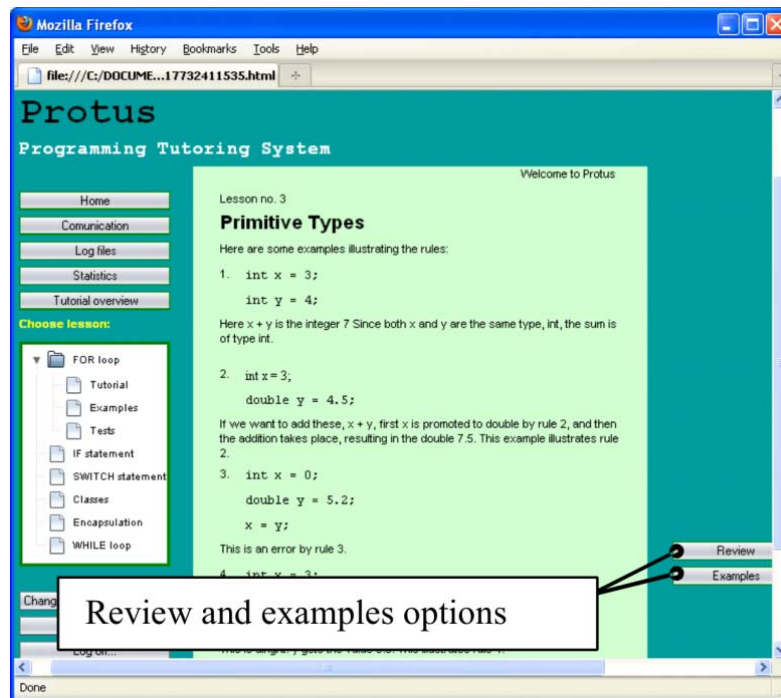 Mozilla Firefox
File Edit View History Bookmarks Tools Help
file:///C:/DOCUME...17732411535.html
Protus
Programming Tutoring System
Welcome to Protus
Home
Comunication
Log files
Statistics
Tutorial overview
Choose lesson:
FOR loop
Tutorial
Examples
Tests
IF statement
SWITCH statement
Classes
Encapsulation
WHILE loop
Lesson no. 3
Primitive Types
Here are some examples illustrating the rules:
1. int x = 3;
int y = 4;
Here x + y is the integer 7 Since both x and y are the same type, int, the sum is
of type int.
2. int x = 3;
double y = 4.5;
If we want to add these, x + y, first x is promoted to double by rule 2, and then
the addition takes place, resulting in the double 7.5. This example illustrates rule
2.
3. int x = 0;
double y = 5.2;
x = y;
This is an error by rule 3.
4. int y = 3;
Review
Examples
Review and examples options
Done